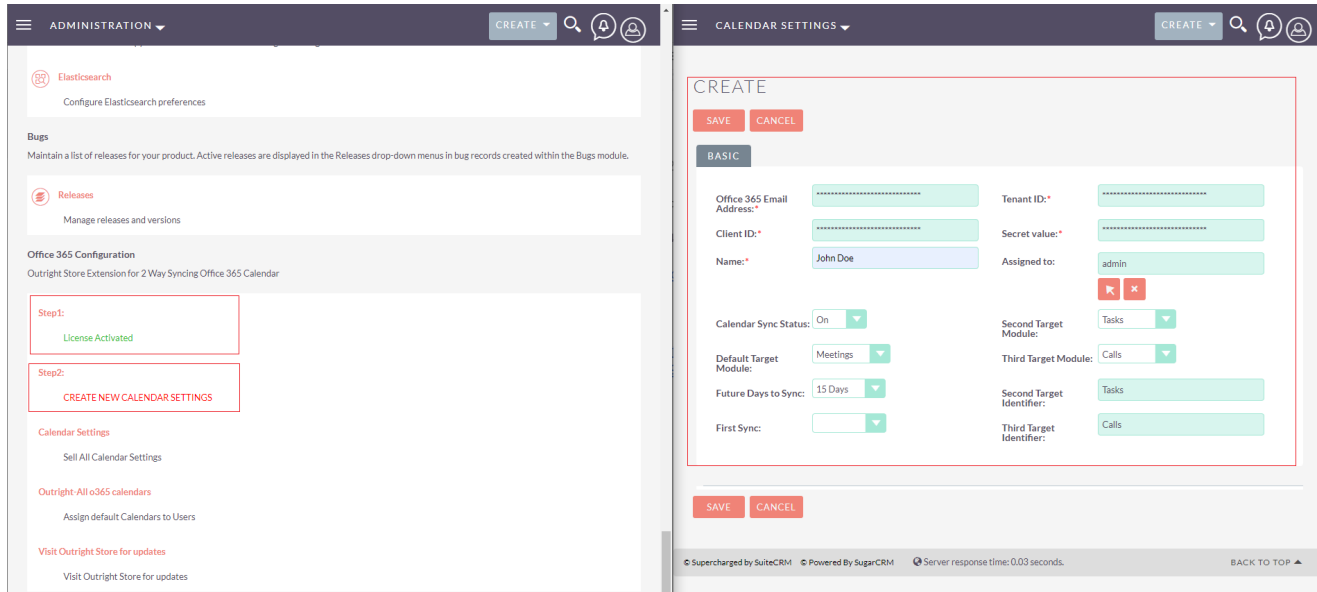 ADMINISTRATION
CREATE
Elasticsearch
Configure Elasticsearch preferences
Bugs
Maintain a list of releases for your product. Active releases are displayed in the Releases drop-down menus in bug records created within the Bugs module.
Releases
Manage releases and versions
Office 365 Configuration
Outright Store Extension for 2 Way Syncing Office 365 Calendar
Step1:
License Activated
Step2:
CREATE NEW CALENDAR SETTINGS
Calendar Settings
Sell All Calendar Settings
Outright-All o365 calendars
Assign default Calendars to Users
Visit Outright Store for updates
Visit Outright Store for updates
CALENDAR SETTINGS
CREATE
CREATE
SAVE CANCEL
BASIC
Office 365 Email
Address:*
*****************************
Tenant ID:*
*****************************
Client ID:*
*****************************
Secret value:*
*****************************
Name:*
John Doe
Assigned to:
admin
Calendar Sync Status:
On
Second Target
Module:
Tasks
Default Target
Module:
Meetings
Third Target Module:
Calls
Future Days to Sync:
15 Days
Second Target
Identifier:
Tasks
First Sync:
Third Target
Identifier:
Calls
SAVE CANCEL
© Supercharged by SuiteCRM © Powered By SugarCRM Server response time: 0.03 seconds. BACK TO TOP